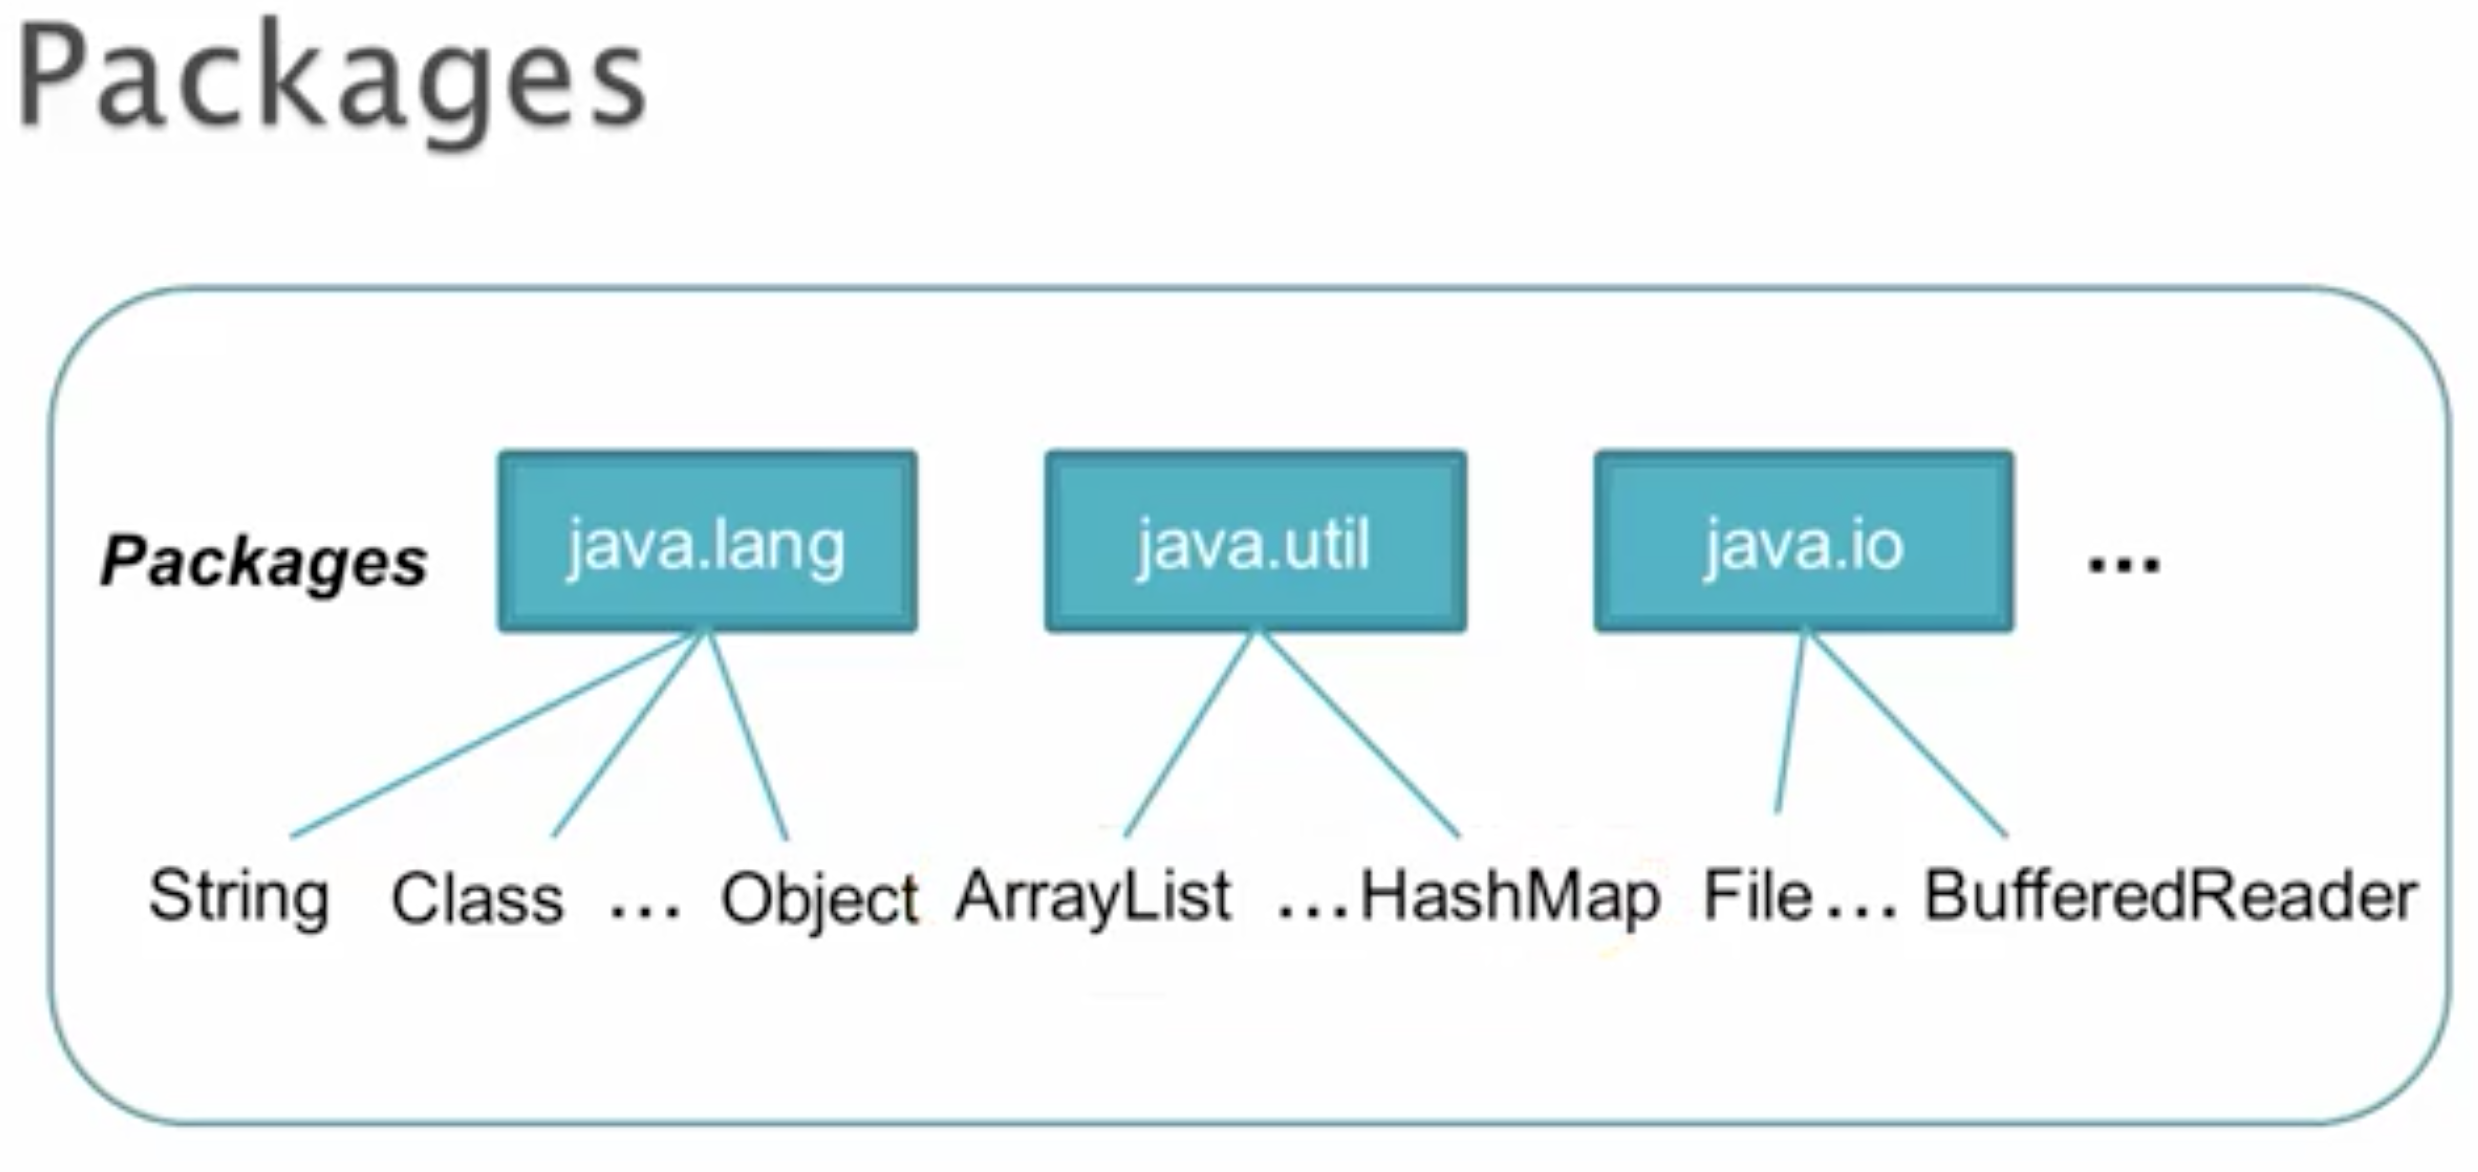 Packages
Packages java.lang java.util java.io ...
String Class ... Object ArrayList ...HashMap File... BufferedReader